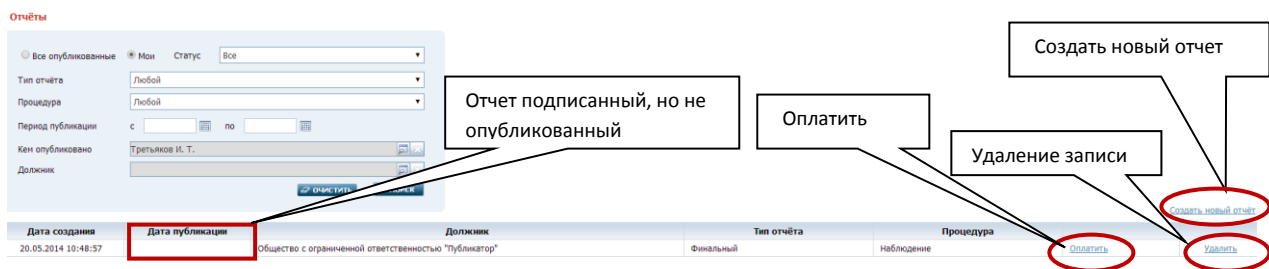 Отчёты
Создать новый отчет
Все опубликованные Мои Статус Все
Тип отчёта Любой
Отчет подписанный, но не
опубликованный
Процедура Любой
Оплатить
Период публикации с по
Кем опубликовано Третьяков И. Т.
Удаление записи
Должник
ОЧИСТИТЬ
Создать новый отчёт
Дата создания Дата публикации Должник Тип отчёта Процедура
20.05.2014 10:48:57 Общество с ограниченной ответственностью "Публикатор" Финальный Наблюдение Оплатить Удалить